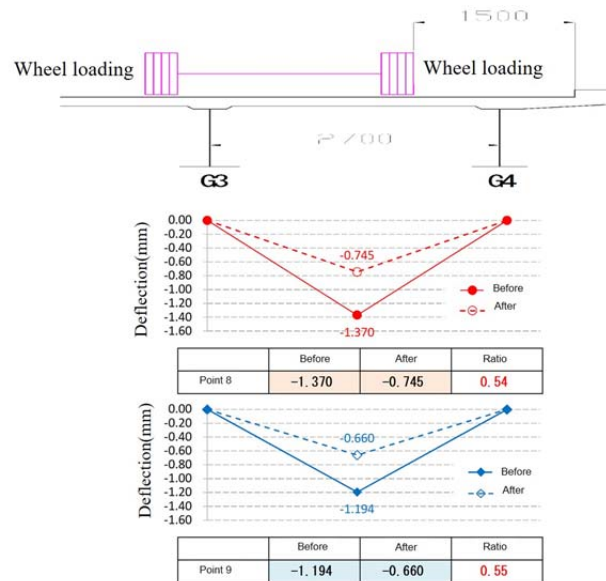 1500
Wheel loading
Wheel loading
2700
G3
G4
Deflection(mm)
0.00
-0.20
-0.40
-0.60
-0.80
-1.00
-1.20
-1.40
-1.60
-0.745
-1.370
Before
After
Before After Ratio
Point 8 -1.370 -0.745 0.54
Deflection(mm)
0.00
-0.20
-0.40
-0.60
-0.80
-1.00
-1.20
-1.40
-1.60
-0.660
-1.194
Before
After
Before After Ratio
Point 9 -1.194 -0.660 0.55